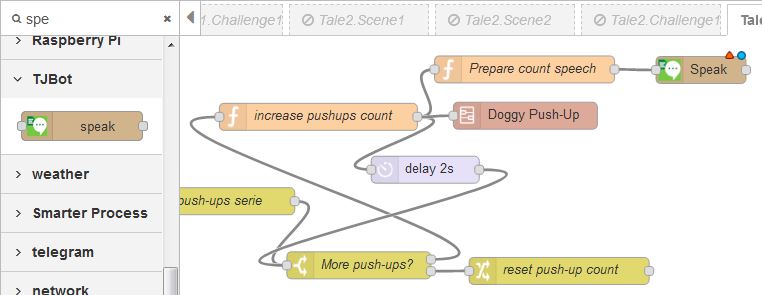 spe
1.Challenge1
Tale2.Scene1
Tale2.Scene2
Tale2.Challenge1
Tale
Raspberry Pi
TJBot
speak
weather
Smarter Process
telegram
network
Prepare count speech
Speak
increase pushups count
Doggy Push-Up
delay 2s
push-ups serie
More push-ups?
reset push-up count